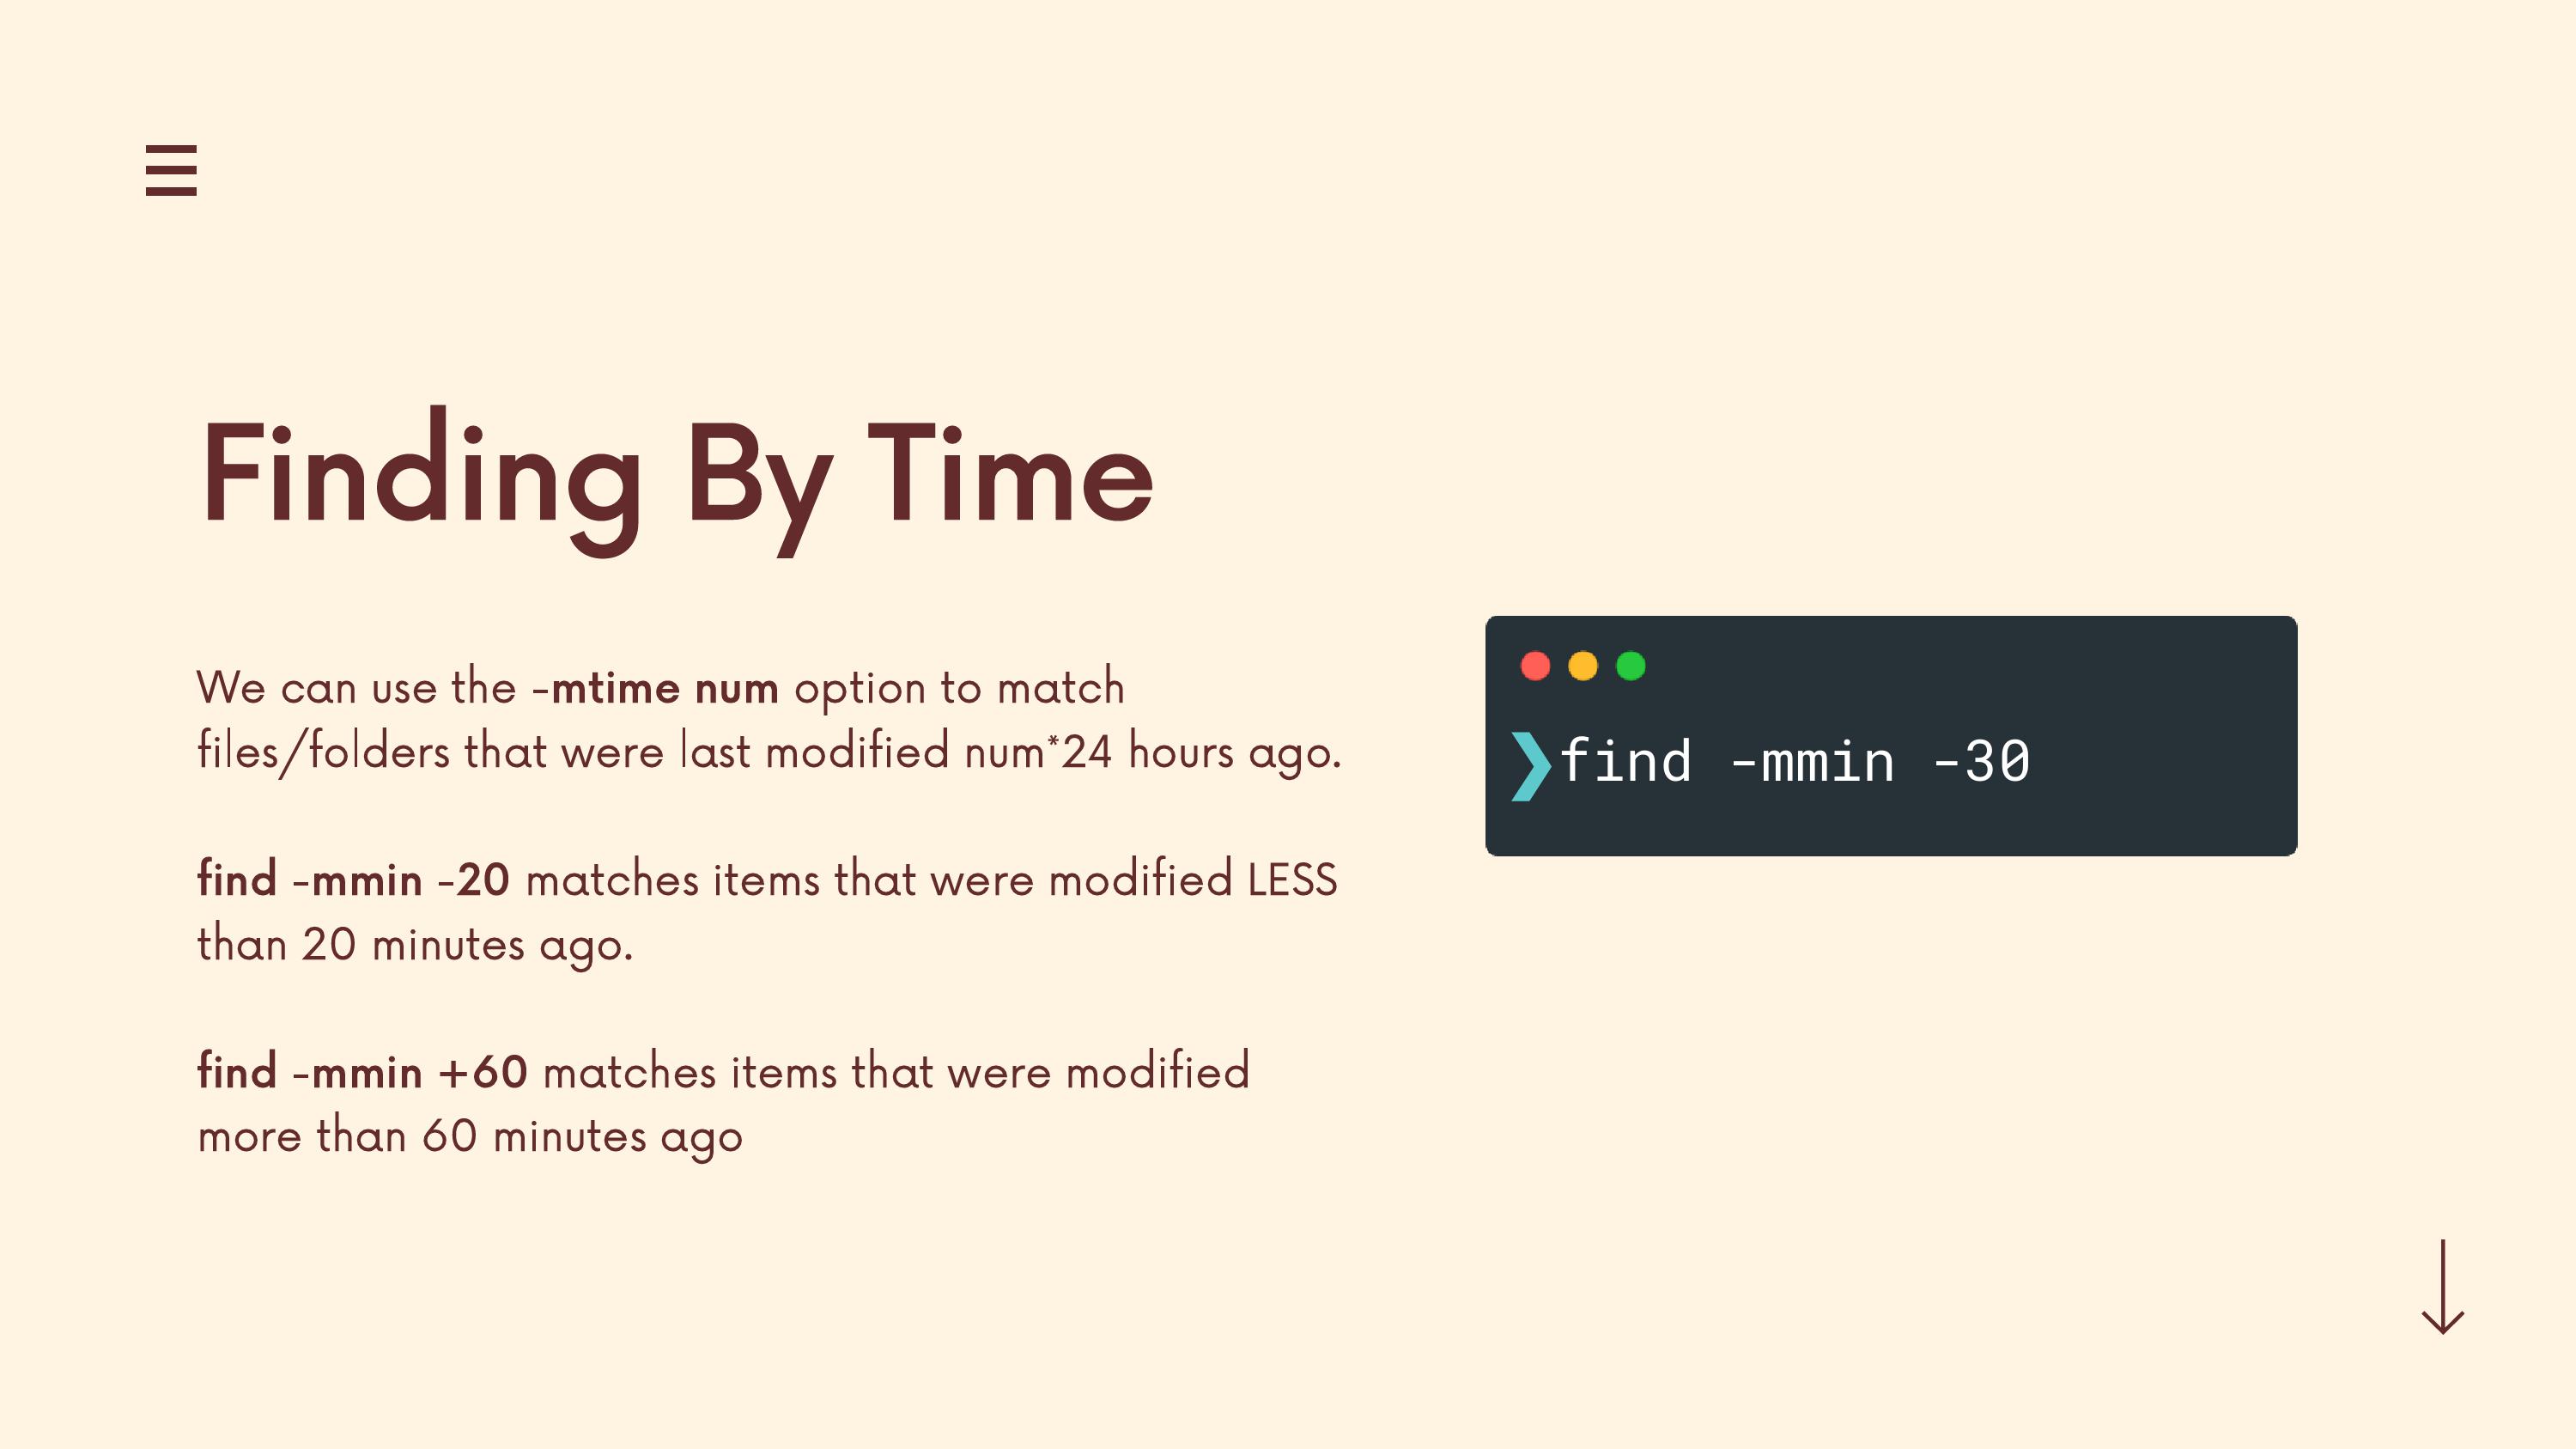 Finding By Time
We can use the -mtime num option to match
files/folders that were last modified num*24 hours ago.
find -mmin -20 matches items that were modified LESS
than 20 minutes ago.
find -mmin +60 matches items that were modified
more than 60 minutes ago
❯find -mmin -30